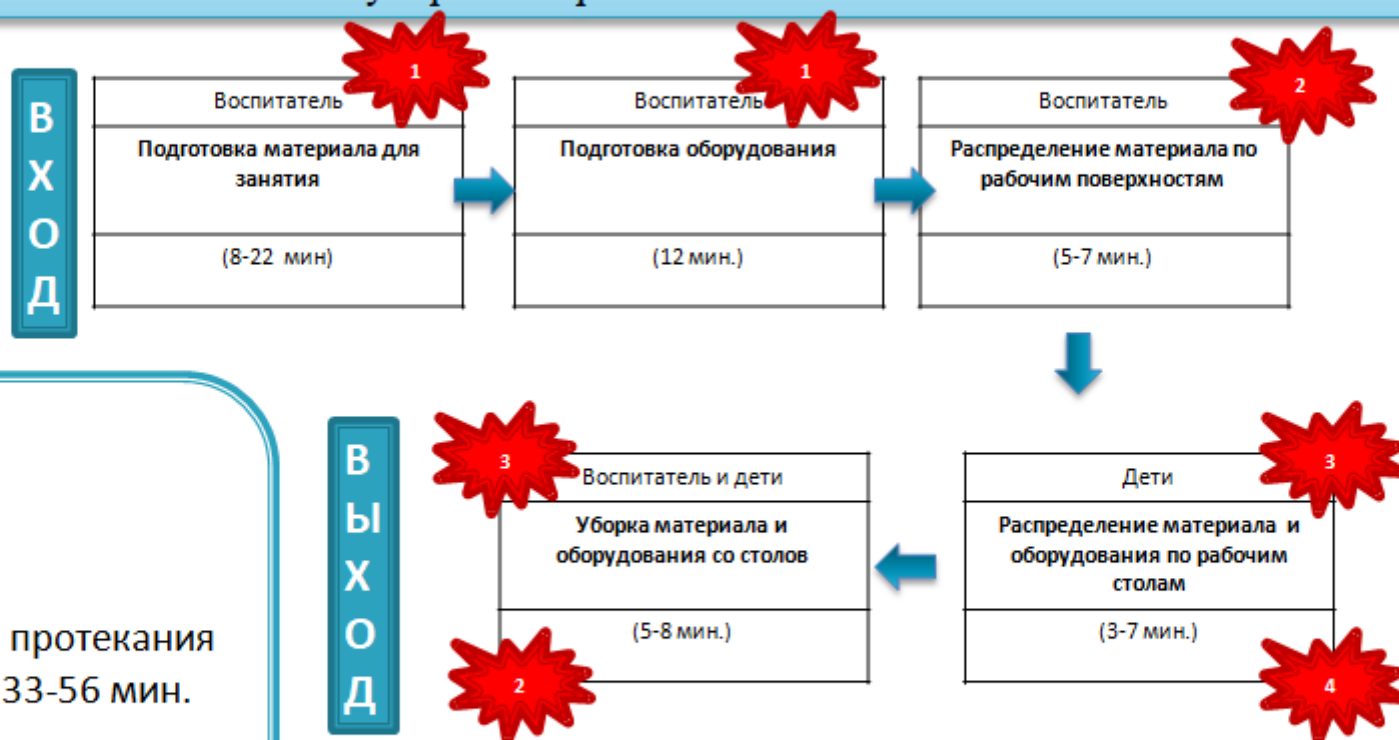 ВХОД
1
Воспитатель
Подготовка материала для
занятия
(8-22 мин)
1
Воспитатель
Подготовка оборудования
(12 мин.)
2
Воспитатель
Распределение материала по
рабочим поверхностям
(5-7 мин.)
протекания
33-56 мин.
ВЫХОД
3
Воспитатель и дети
Уборка материала и
оборудования со столов
(5-8 мин.)
2
3
Дети
Распределение материала и
оборудования по рабочим
столам
(3-7 мин.)
4